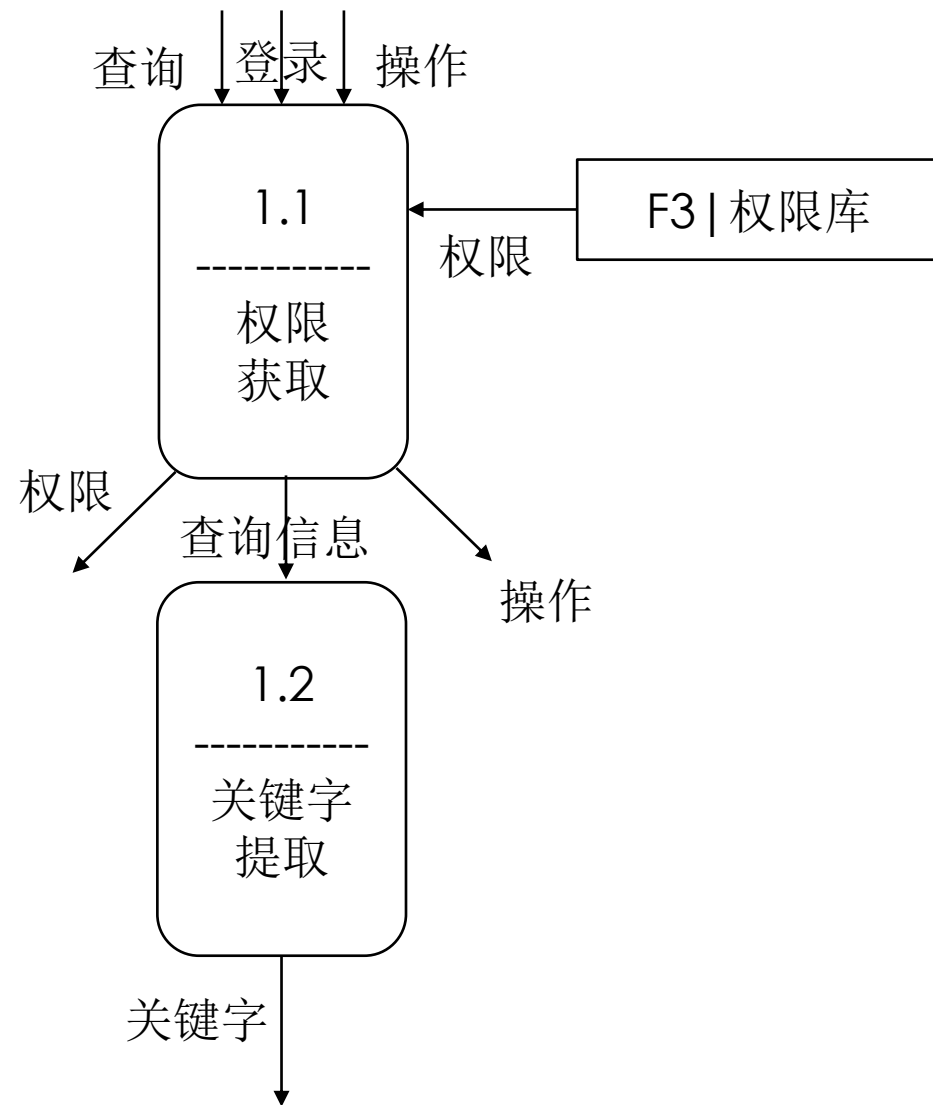 查询 登录 操作
1.1
-----------
权限
获取
F3|权限库
权限
权限
查询信息
操作
1.2
-----------
关键字
提取
关键字